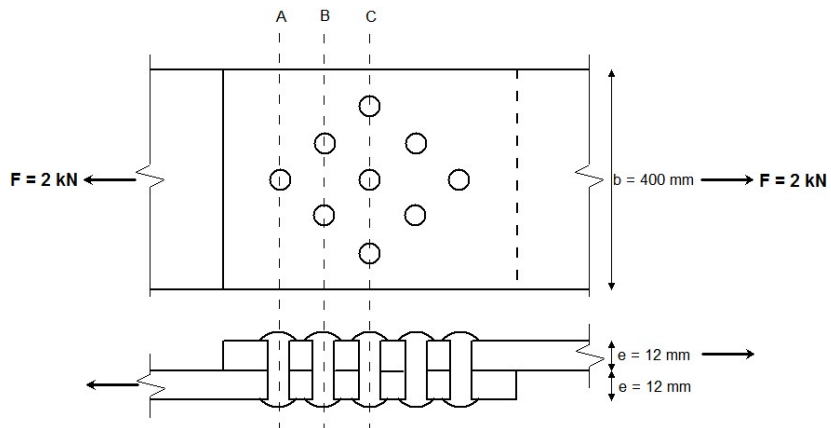 A B C
F = 2 kN
b = 400 mm
F = 2 kN
e = 12 mm
e = 12 mm